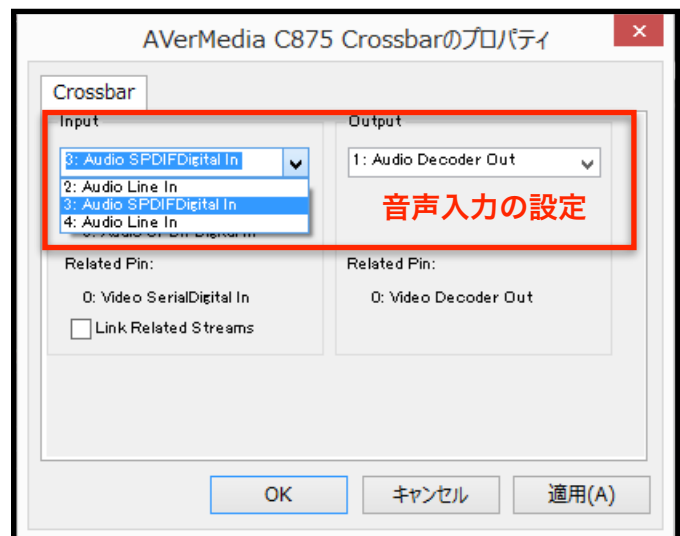 AVerMedia C875 Crossbarのプロパティ
×
Crossbar
Input
Output
3: Audio SPDIFDigital In
1: Audio Decoder Out
2: Audio Line In
3: Audio SPDIFDigital In
4: Audio Line In
音声入力の設定
Related Pin:
Related Pin:
0: Video SerialDigital In
0: Video Decoder Out
Link Related Streams
OK
キャンセル
適用(A)